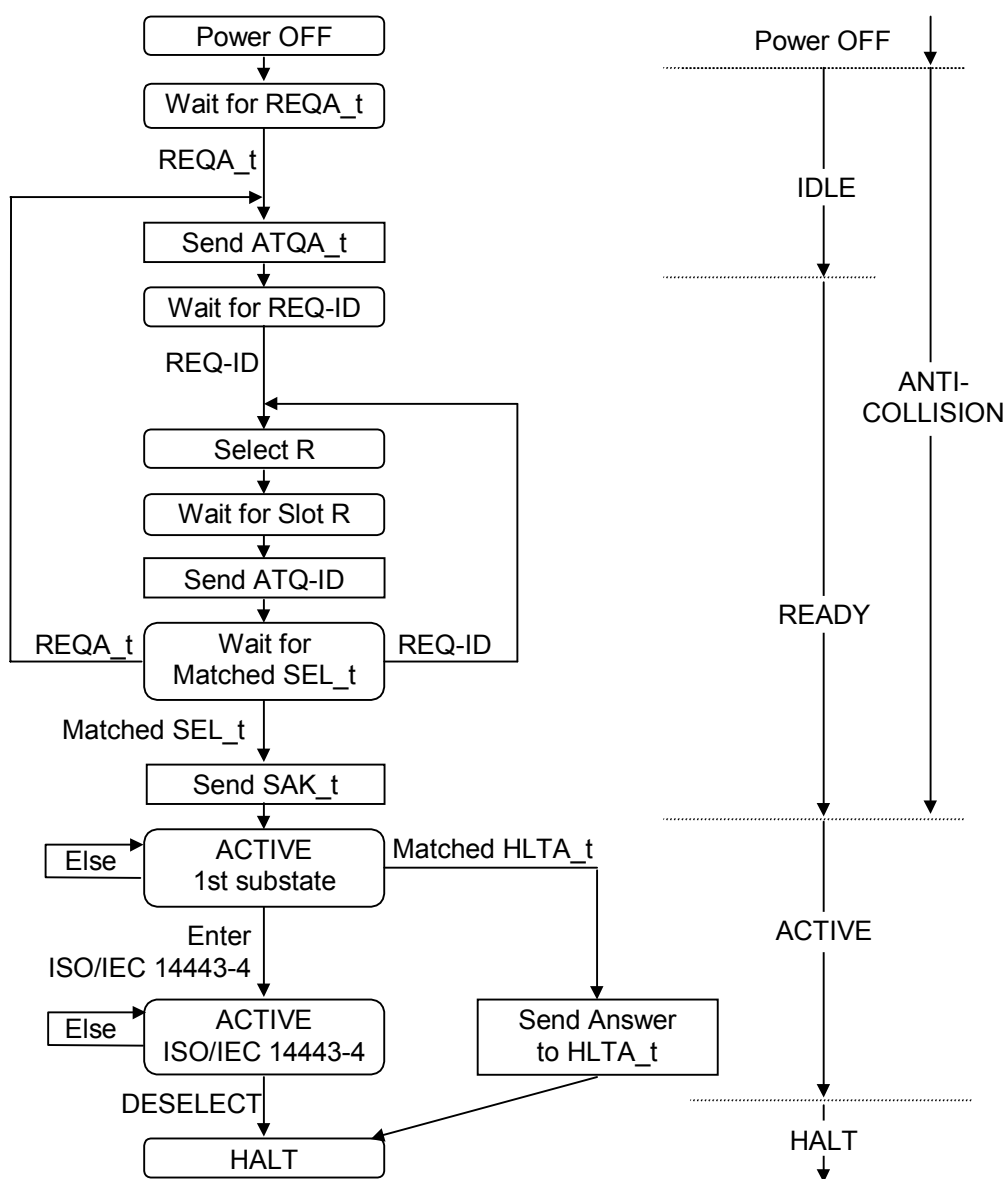 Power OFF
Wait for REQA_t
REQA_t
Send ATQA_t
Wait for REQ-ID
REQ-ID
Select R
Wait for Slot R
Send ATQ-ID
REQA_t
Wait for
Matched SEL_t
REQ-ID
Matched SEL_t
Send SAK_t
Else
ACTIVE
1st substate
Matched HLTA_t
Enter
ISO/IEC 14443-4
Else
ACTIVE
ISO/IEC 14443-4
Send Answer
to HLTA_t
DESELECT
HALT
Power OFF
IDLE
ANTI-
COLLISION
READY
ACTIVE
HALT